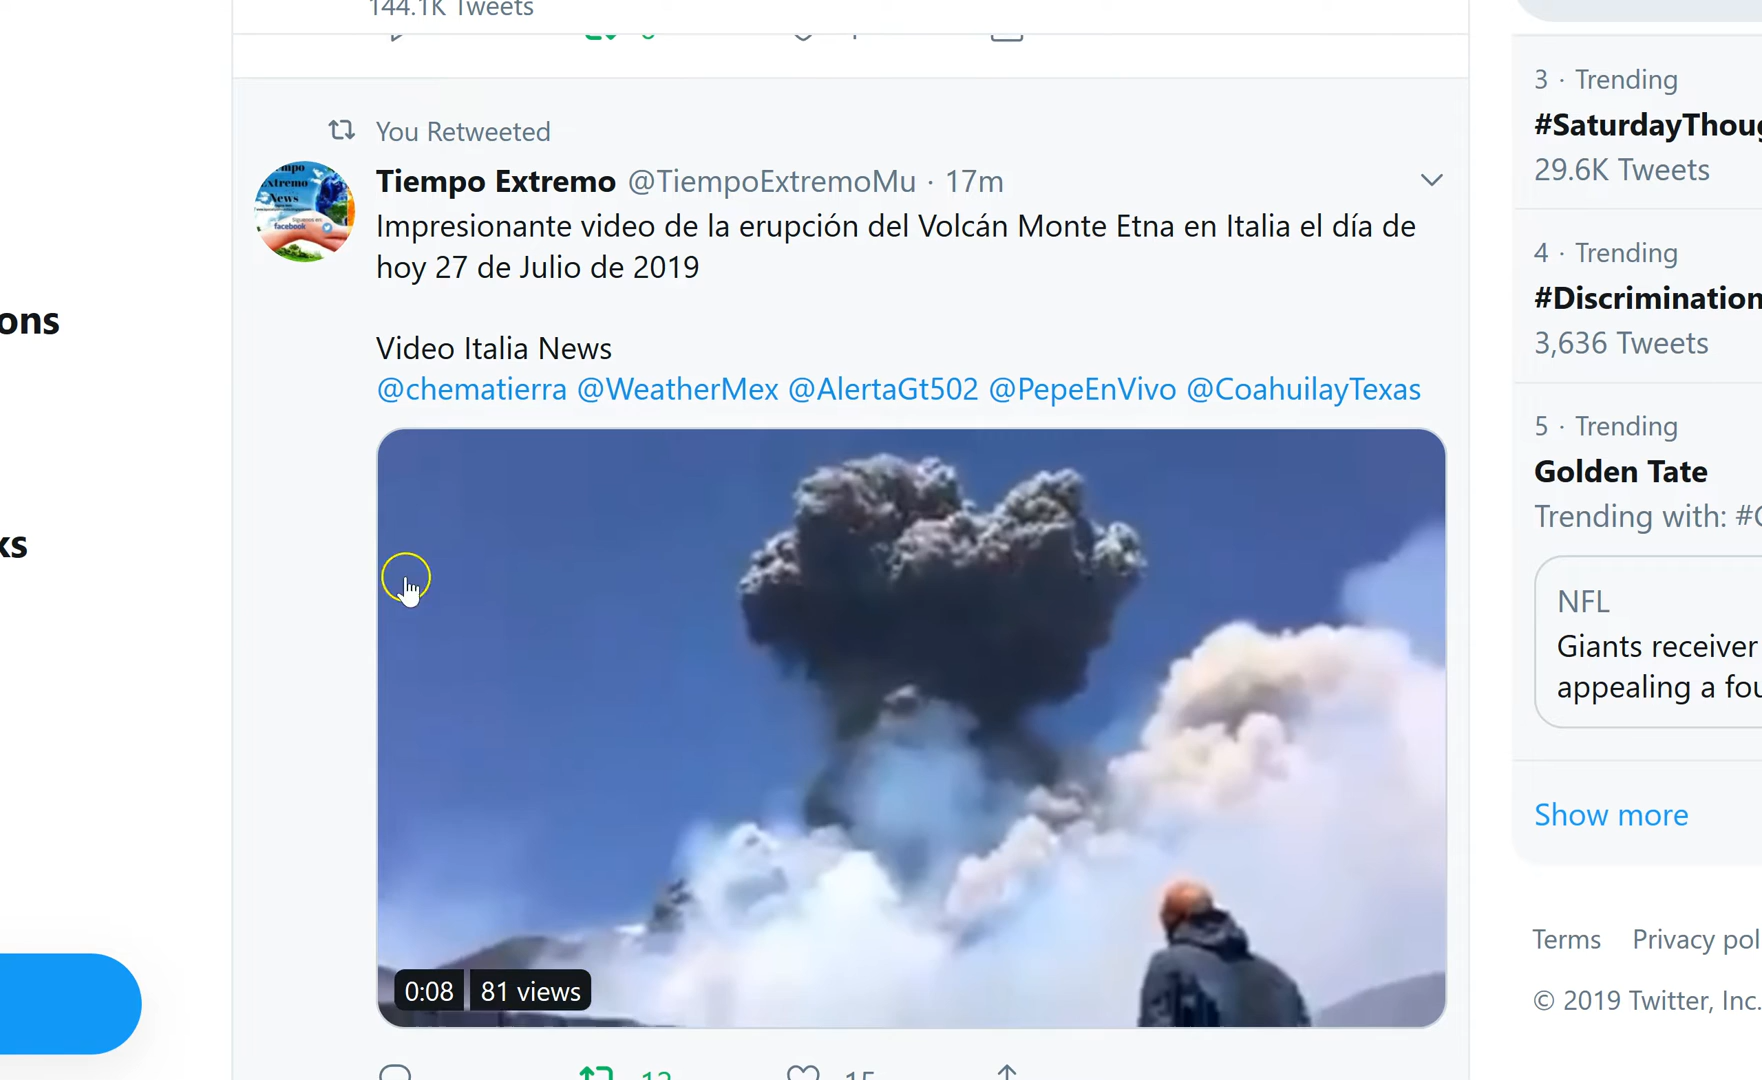 144.1K Tweets
You Retweeted
Tiempo Extremo @TiempoExtremoMu · 17m
Impresionante video de la erupción del Volcán Monte Etna en Italia el día de
hoy 27 de Julio de 2019
Video Italia News
@chematierra @WeatherMex @AlertaGt502 @PepeEnVivo @CoahuilayTexas
0:08 81 views
12 15
ons
ks
3 · Trending
#SaturdayThoug
29.6K Tweets
4 · Trending
#Discrimination
3,636 Tweets
5 · Trending
Golden Tate
Trending with: #G
NFL
Giants receiver
appealing a fou
Show more
Terms Privacy pol
© 2019 Twitter, Inc.